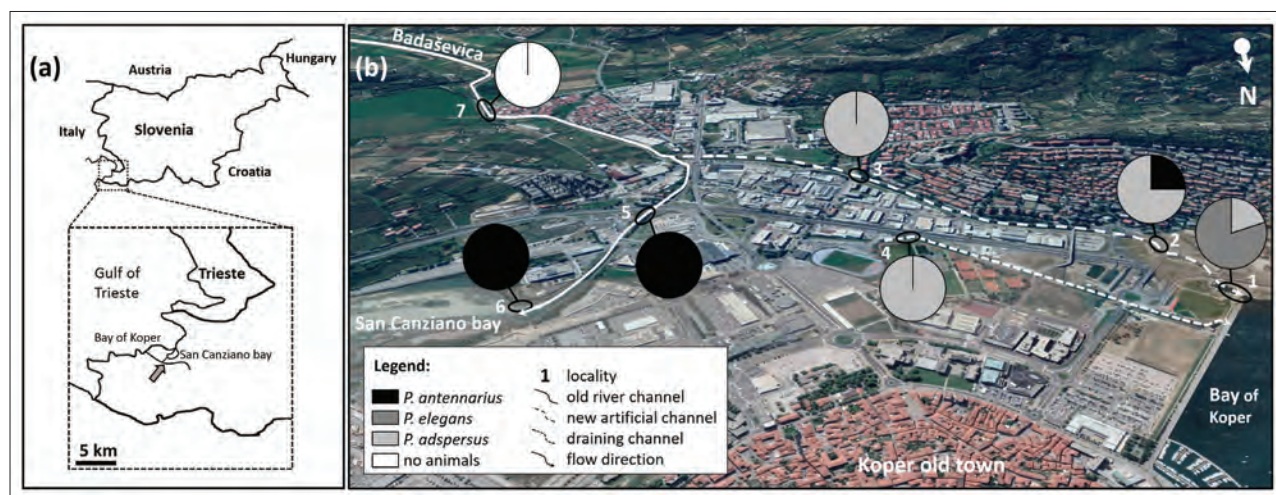 (a)
Austria
Hungary
Italy
Slovenia
Croatia
Gulf of
Trieste
Trieste
Bay of Koper
San Canziano bay
5 km
(b)
Badaševica
N
7
3
2
1
5
4
6
San Canziano bay
Bay of
Koper
Koper old town
Legend:
P. antennarius
P. elegans
P. adspersus
no animals
1 locality
old river channel
new artificial channel
draining channel
flow direction